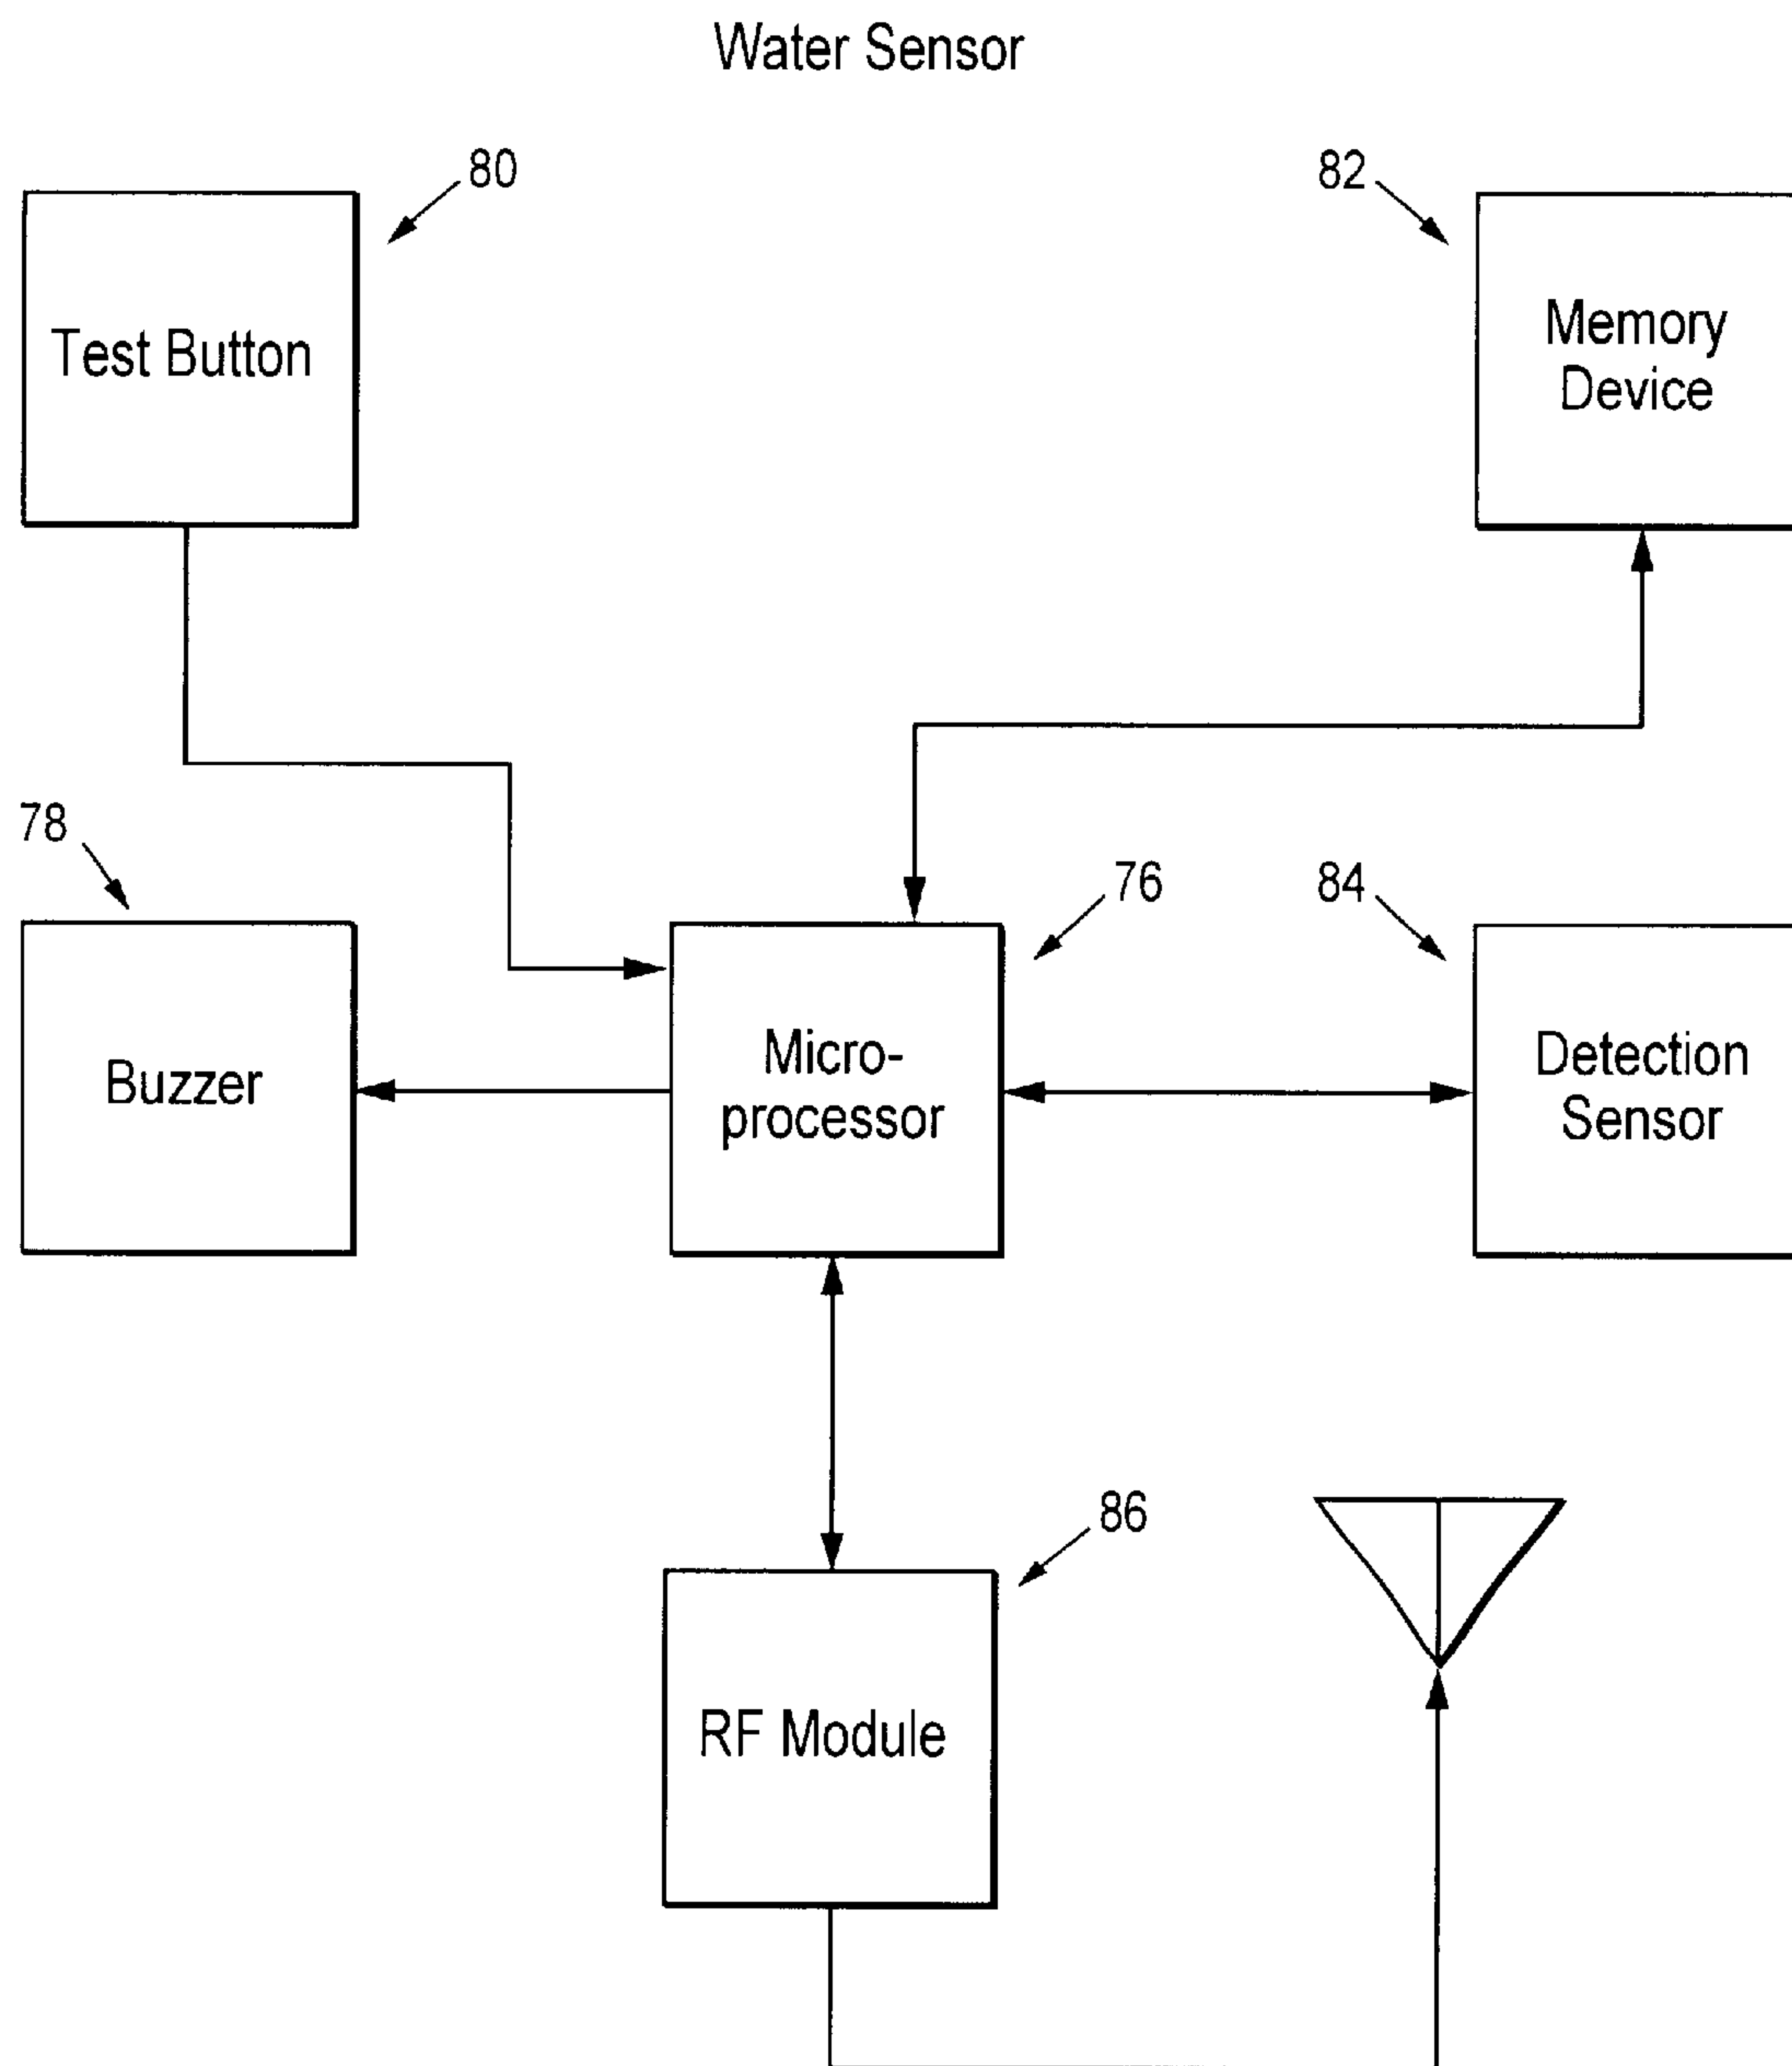 Water Sensor
80
82
Test Button
Memory
Device
78
76
84
Buzzer
Micro-
processor
Detection
Sensor
86
RF Module